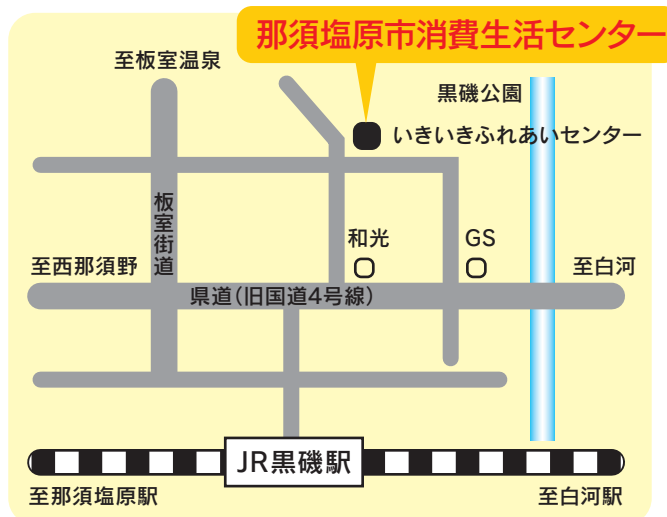 那須塩原市消費生活センター
至板室温泉
黒磯公園
いきいきふれあいセンター
板室街道
和光
GS
至西那須野
至白河
県道(旧国道4号線)
JR黒磯駅
至那須塩原駅
至白河駅